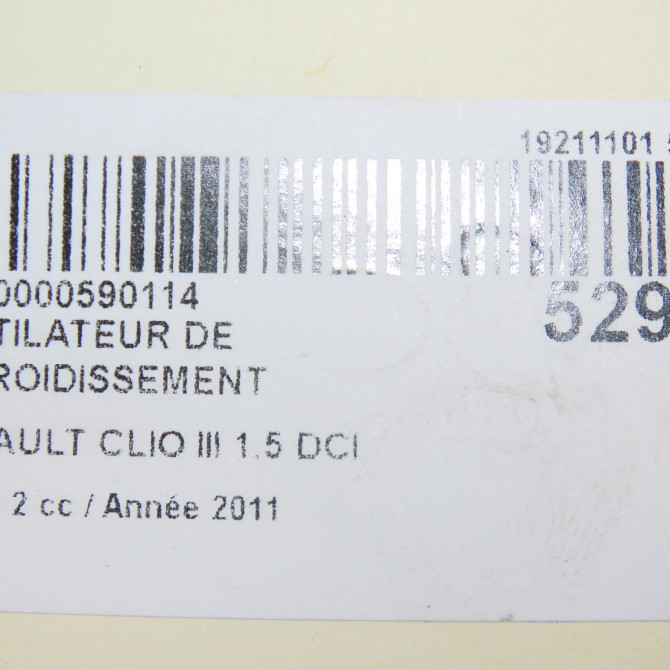 19211101
0000590114
529
TILATEUR DE
ROIDISSEMENT
AULT CLIO III 1.5 DCI
2 cc / Année 2011